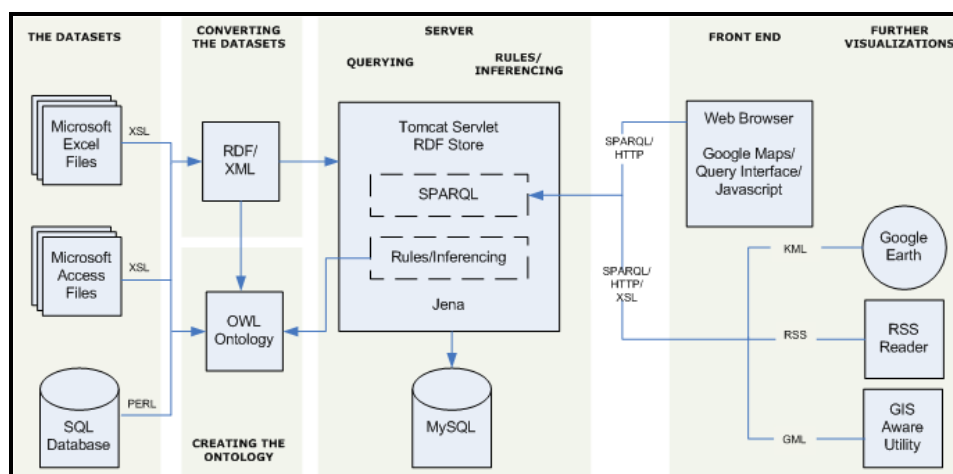 THE DATASETS
CONVERTING
THE DATASETS
SERVER
QUERYING
RULES/
INFERENCING
FRONT END
FURTHER
VISUALIZATIONS
Microsoft
Excel
Files
XSL
RDF/
XML
Tomcat Servlet
RDF Store
SPARQL
Rules/Inferencing
Jena
SPARQL/
HTTP
Web Browser
Google Maps/
Query Interface/
Javascript
Microsoft
Access
Files
XSL
OWL
Ontology
SPARQL/
HTTP/
XSL
KML
Google
Earth
RSS
RSS
Reader
SQL
Database
PERL
CREATING THE
ONTOLOGY
MySQL
GML
GIS
Aware
Utility